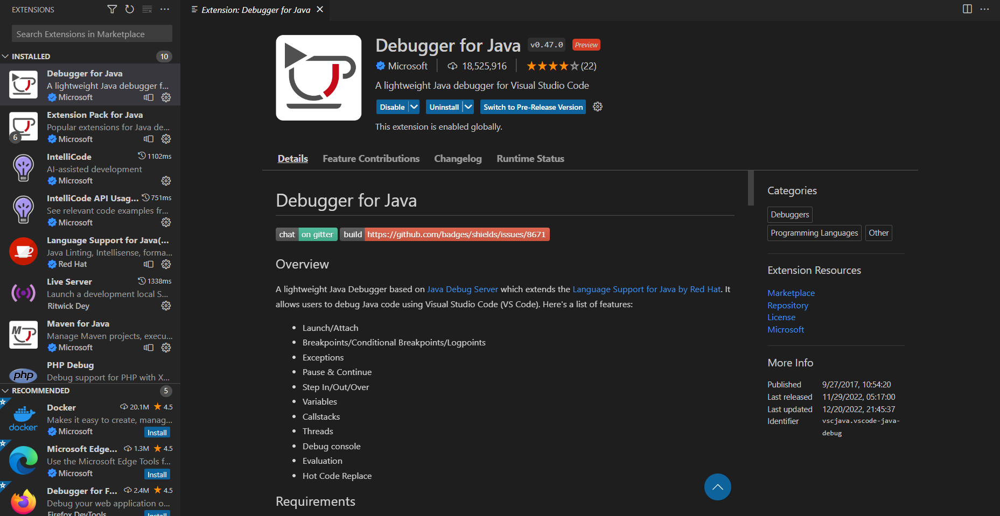 EXTENSIONS
Search Extensions in Marketplace
INSTALLED 10
Debugger for Java
A lightweight Java debugger f...
Microsoft
Extension Pack for Java
Popular extensions for Java de...
6
Microsoft
IntelliCode 1102ms
AI-assisted development
Microsoft
IntelliCode API Usag... 751ms
See relevant code examples fr...
Microsoft
Language Support for Java(...
Java Linting, Intellisense, forma...
Red Hat
Live Server 1338ms
Launch a development local S...
Ritwick Dey
Maven for Java
Manage Maven projects, execu...
M
Microsoft
PHP Debug
Debug support for PHP with X...
php
RECOMMENDED 5
Docker 20.1M 4.5
Makes it easy to create, manag...
docker
Microsoft Install
Microsoft Edge... 1.3M 4.5
Use the Microsoft Edge Tools f...
Microsoft Install
Debugger for F... 2.4M 4.5
Debug your web application o...
Firefox DevTools Install
Extension: Debugger for Java
Debugger for Java v0.47.0 Preview
Microsoft 18,525,916 (22)
A lightweight Java debugger for Visual Studio Code
Disable Uninstall Switch to Pre-Release Version
This extension is enabled globally.
Details Feature Contributions Changelog Runtime Status
Debugger for Java
chat on gitter build https://github.com/badges/shields/issues/8671
Overview
A lightweight Java Debugger based on Java Debug Server which extends the Language Support for Java by Red Hat. It
allows users to debug Java code using Visual Studio Code (VS Code). Here's a list of features:
• Launch/Attach
• Breakpoints/Conditional Breakpoints/Logpoints
• Exceptions
• Pause & Continue
• Step In/Out/Over
• Variables
• Callstacks
• Threads
• Debug console
• Evaluation
• Hot Code Replace
Requirements
Categories
Debuggers
Programming Languages Other
Extension Resources
Marketplace
Repository
License
Microsoft
More Info
Published 9/27/2017, 10:54:20
Last released 11/29/2022, 05:17:00
Last updated 12/20/2022, 21:45:37
Identifier vscjava.vscode-java-
debug